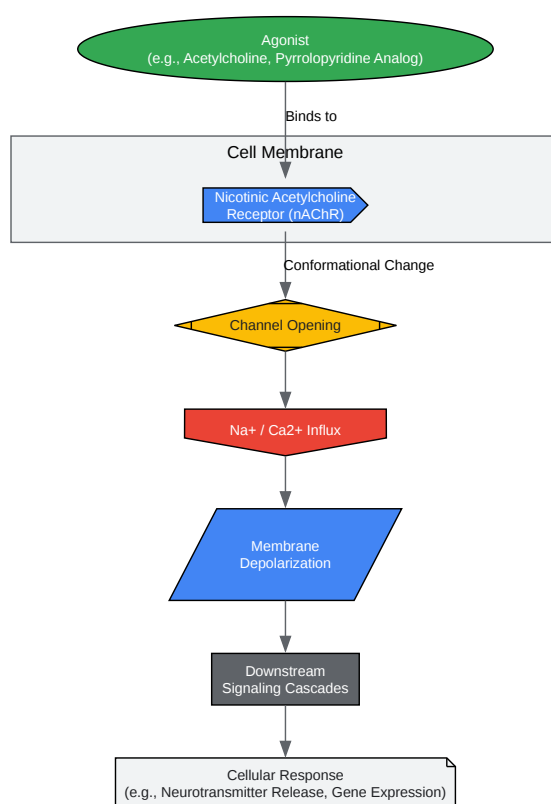 Agonist
(e.g., Acetylcholine, Pyrrolopyridine Analog)
Binds to
Cell Membrane
Nicotinic Acetylcholine
Receptor (nAChR)
Conformational Change
Channel Opening
Na+ / Ca2+ Influx
Membrane
Depolarization
Downstream
Signaling Cascades
Cellular Response
(e.g., Neurotransmitter Release, Gene Expression)